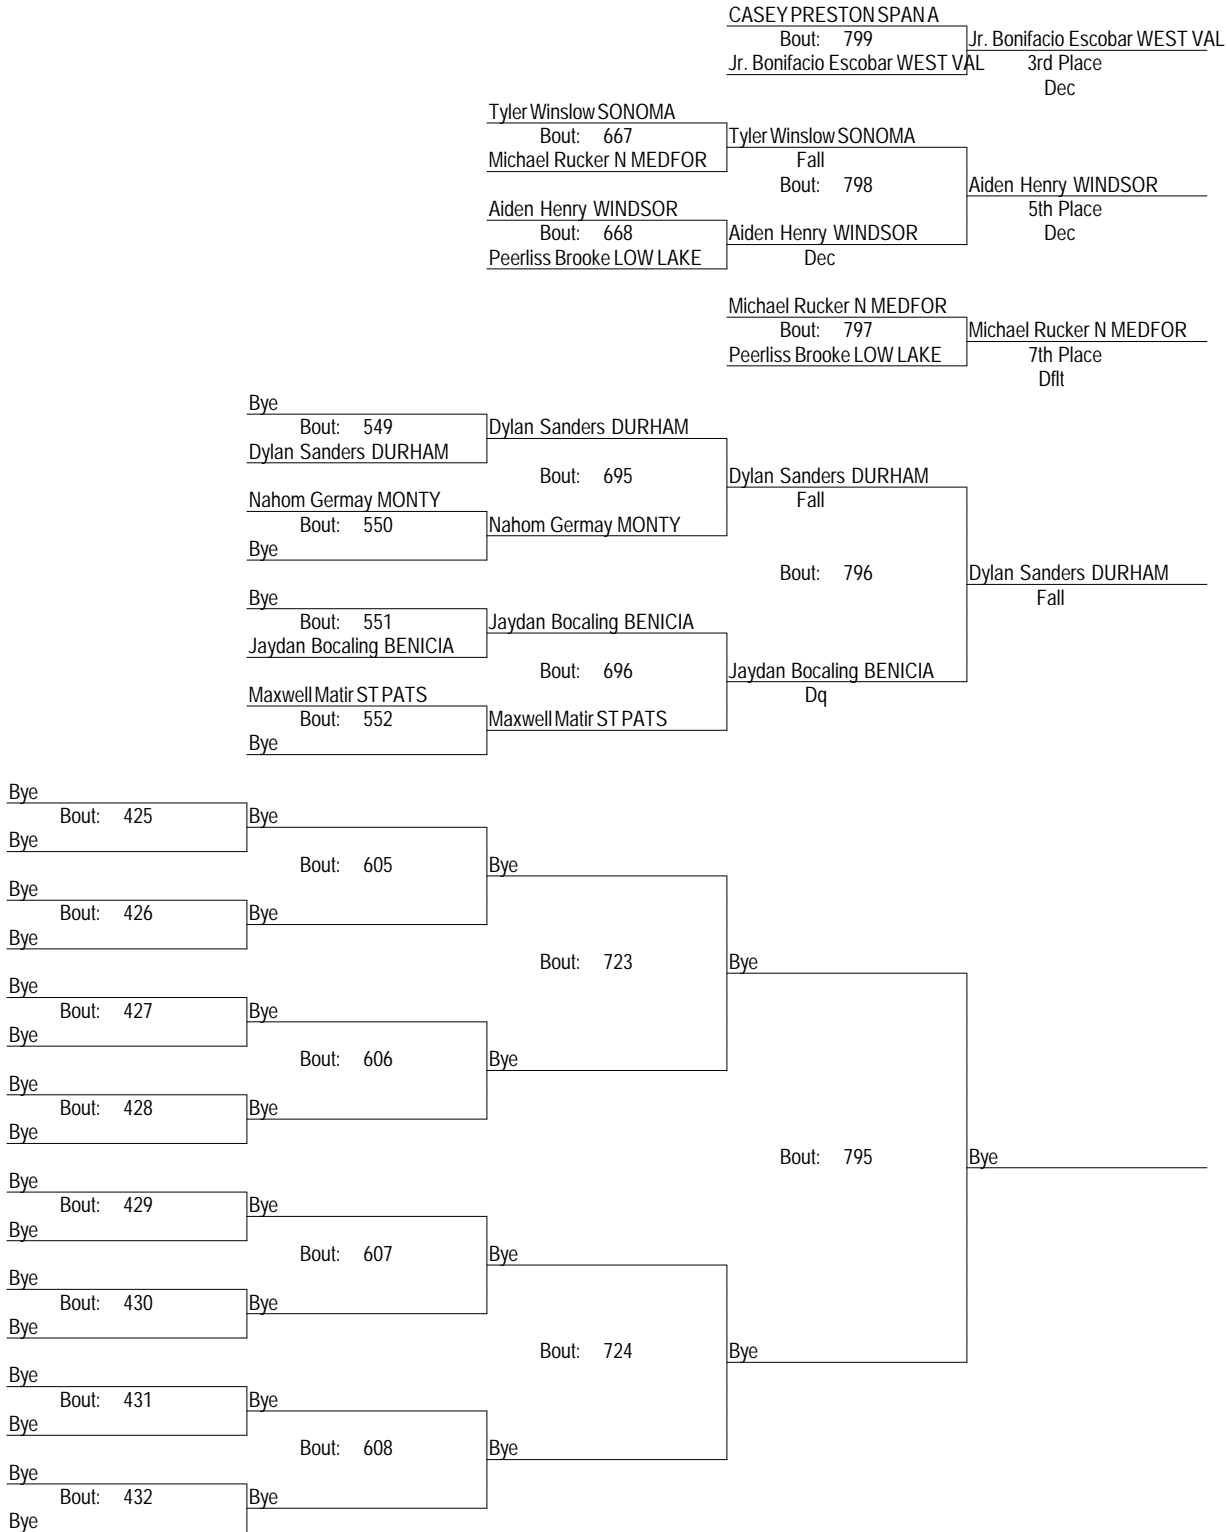 CASEY PRESTON SPAN A
Bout: 799
Jr. Bonifacio Escobar WEST VAL
Jr. Bonifacio Escobar WEST VAL
3rd Place
Dec
Tyler Winslow SONOMA
Bout: 667
Michael Rucker N MEDFOR
Tyler Winslow SONOMA
Fall
Bout: 798
Aiden Henry WINDSOR
5th Place
Dec
Aiden Henry WINDSOR
Bout: 668
Peerliss Brooke LOW LAKE
Aiden Henry WINDSOR
Dec
Michael Rucker N MEDFOR
Bout: 797
Peerliss Brooke LOW LAKE
Michael Rucker N MEDFOR
7th Place
Dflt
Bye
Bout: 549
Dylan Sanders DURHAM
Dylan Sanders DURHAM
Bout: 695
Dylan Sanders DURHAM
Fall
Nahom Germay MONTY
Bout: 550
Bye
Nahom Germay MONTY
Bout: 796
Dylan Sanders DURHAM
Fall
Bye
Bout: 551
Jaydan Bocaling BENICIA
Jaydan Bocaling BENICIA
Bout: 696
Jaydan Bocaling BENICIA
Dq
Maxwell Matir ST PATS
Bout: 552
Bye
Maxwell Matir ST PATS
Bye
Bout: 425
Bye
Bye
Bout: 605
Bye
Bye
Bout: 426
Bye
Bye
Bout: 723
Bye
Bye
Bout: 427
Bye
Bye
Bout: 606
Bye
Bye
Bout: 428
Bye
Bye
Bout: 795
Bye
Bye
Bout: 429
Bye
Bye
Bout: 607
Bye
Bye
Bout: 430
Bye
Bye
Bout: 724
Bye
Bye
Bout: 431
Bye
Bye
Bout: 608
Bye
Bye
Bout: 432
Bye
Bye